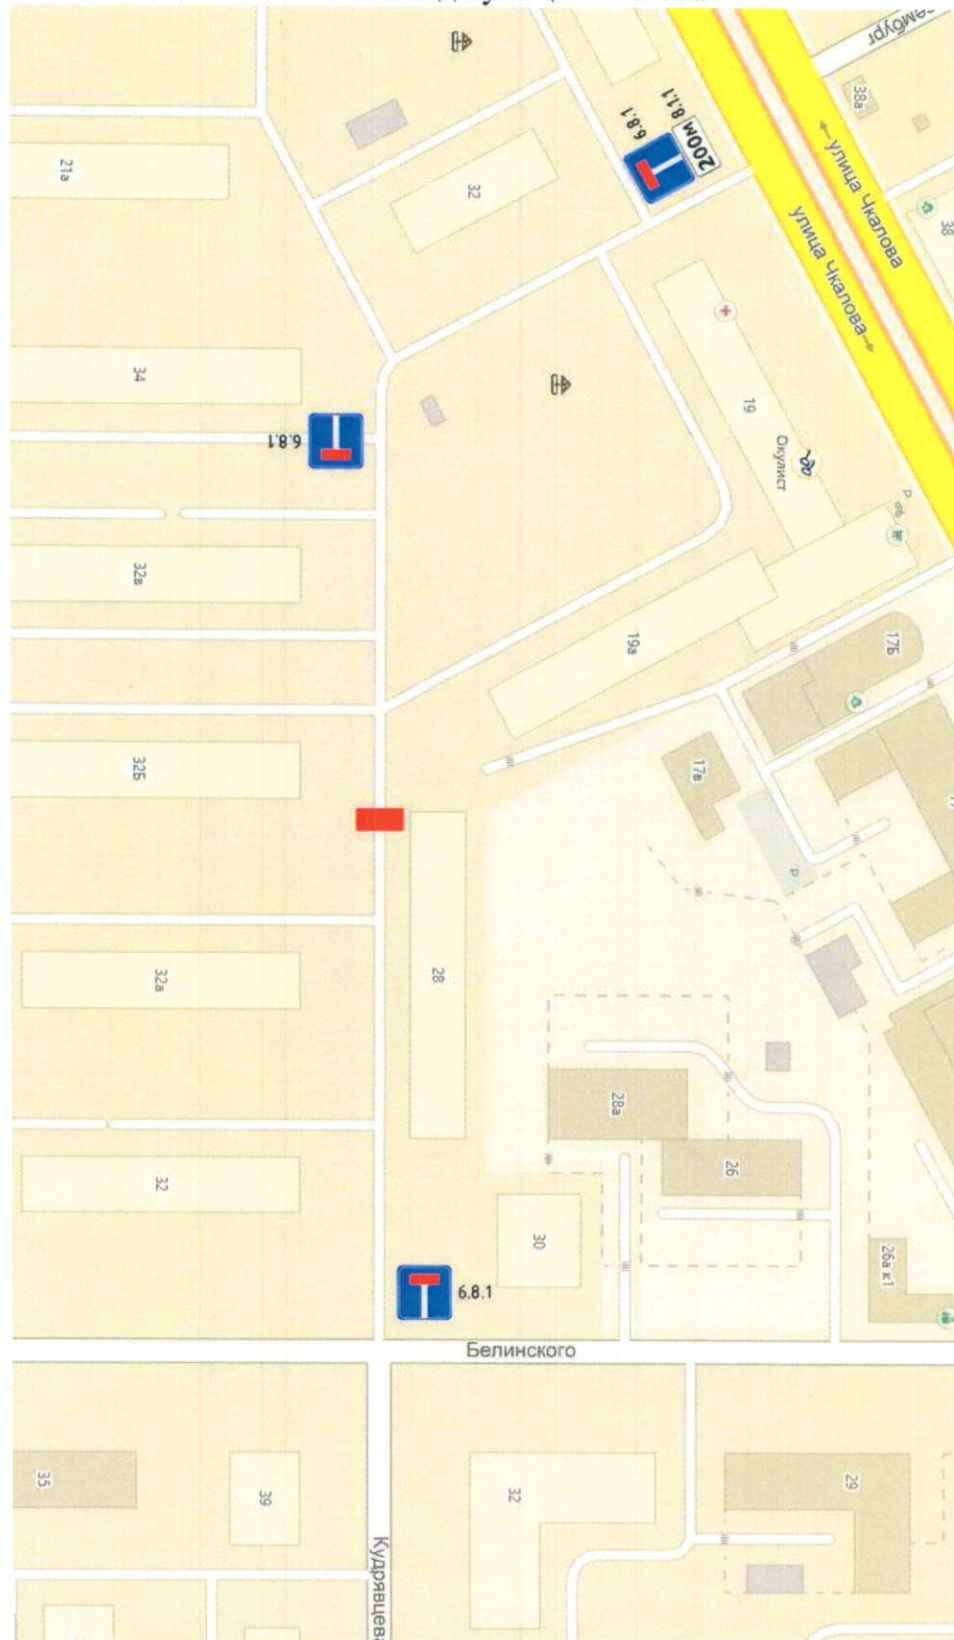 38а
38
улица Чкалова
улица Чкалова
8.1.1
200м
6.8.1
21а
32
34
19
Окулист
6.8.1
P
32в
19а
17Б
32Б
17в
P
32а
28
28а
26
32
30
26а к1
6.8.1
Белинского
35
39
32
29
Кудрявцева